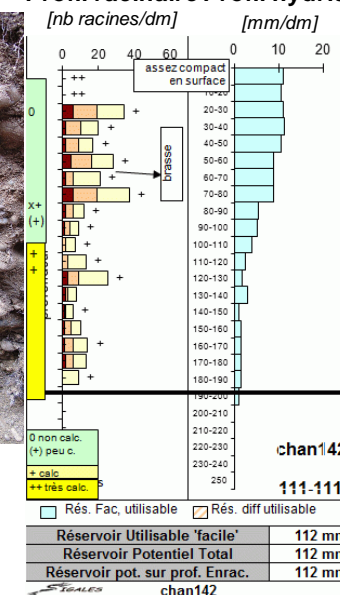 [nb racines/dm] [mm/dm]
0 20 40 60
0 10 20
assez compact
en surface
++
++
0
+
+
+
+
brasse
+
+
x+
(+)
+
+
+
+
+
+
+
+
+
+
20-30
30-40
40-50
50-60
60-70
70-80
80-90
90-100
100-110
110-120
120-130
130-140
140-150
150-160
160-170
170-180
180-190
190-200
200-210
210-220
220-230
230-240
250
0 non calc.
(+) peu c.
+ calc
++ très calc.
chan142
111-111
Rés. Fac, utilisable Rés. diff utilisable
Réservoir Utilisable 'facile' 112 mm
Réservoir Potentiel Total 112 mm
Réservoir pot. sur prof. Enrac. 112 mm
SIGALES chan142